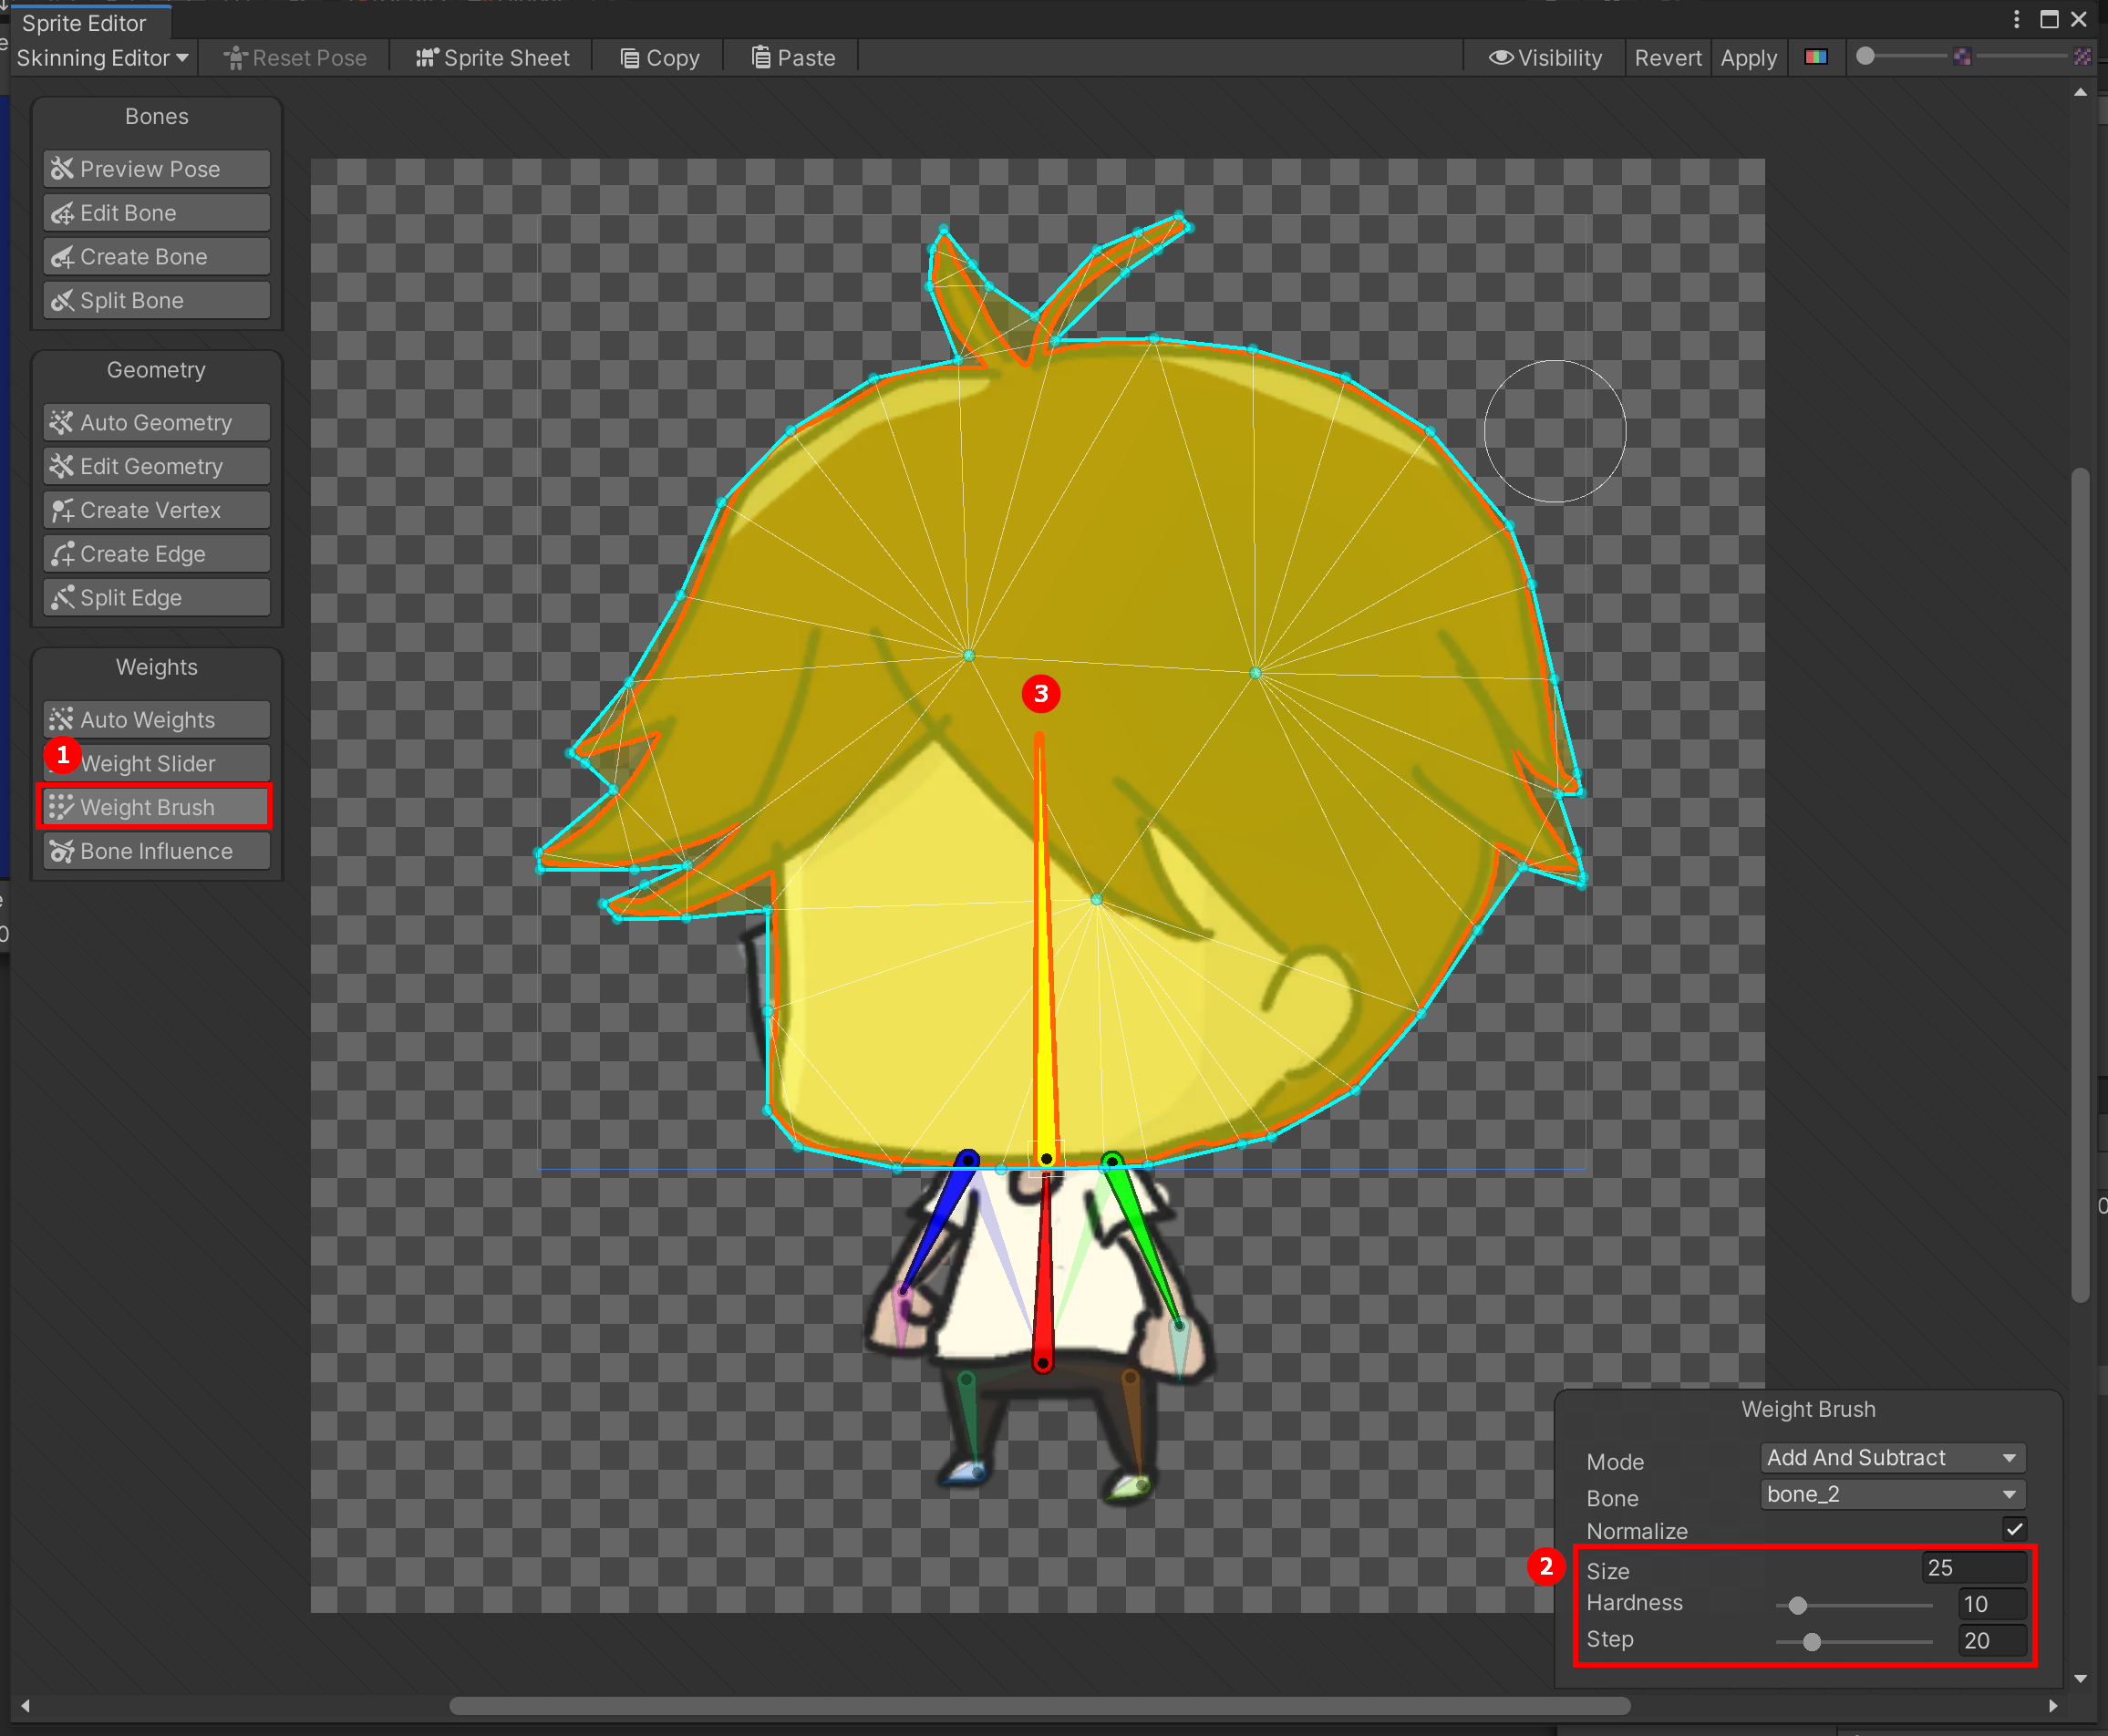 Sprite Editor
Skinning Editor
Reset Pose
Sprite Sheet
Copy
Paste
Visibility
Revert
Apply
Bones
Preview Pose
Edit Bone
Create Bone
Split Bone
Geometry
Auto Geometry
Edit Geometry
Create Vertex
Create Edge
Split Edge
Weights
Auto Weights
1
Weight Slider
Weight Brush
Bone Influence
3
Weight Brush
Mode Add And Subtract
Bone bone_2
Normalize
2
Size 25
Hardness 10
Step 20